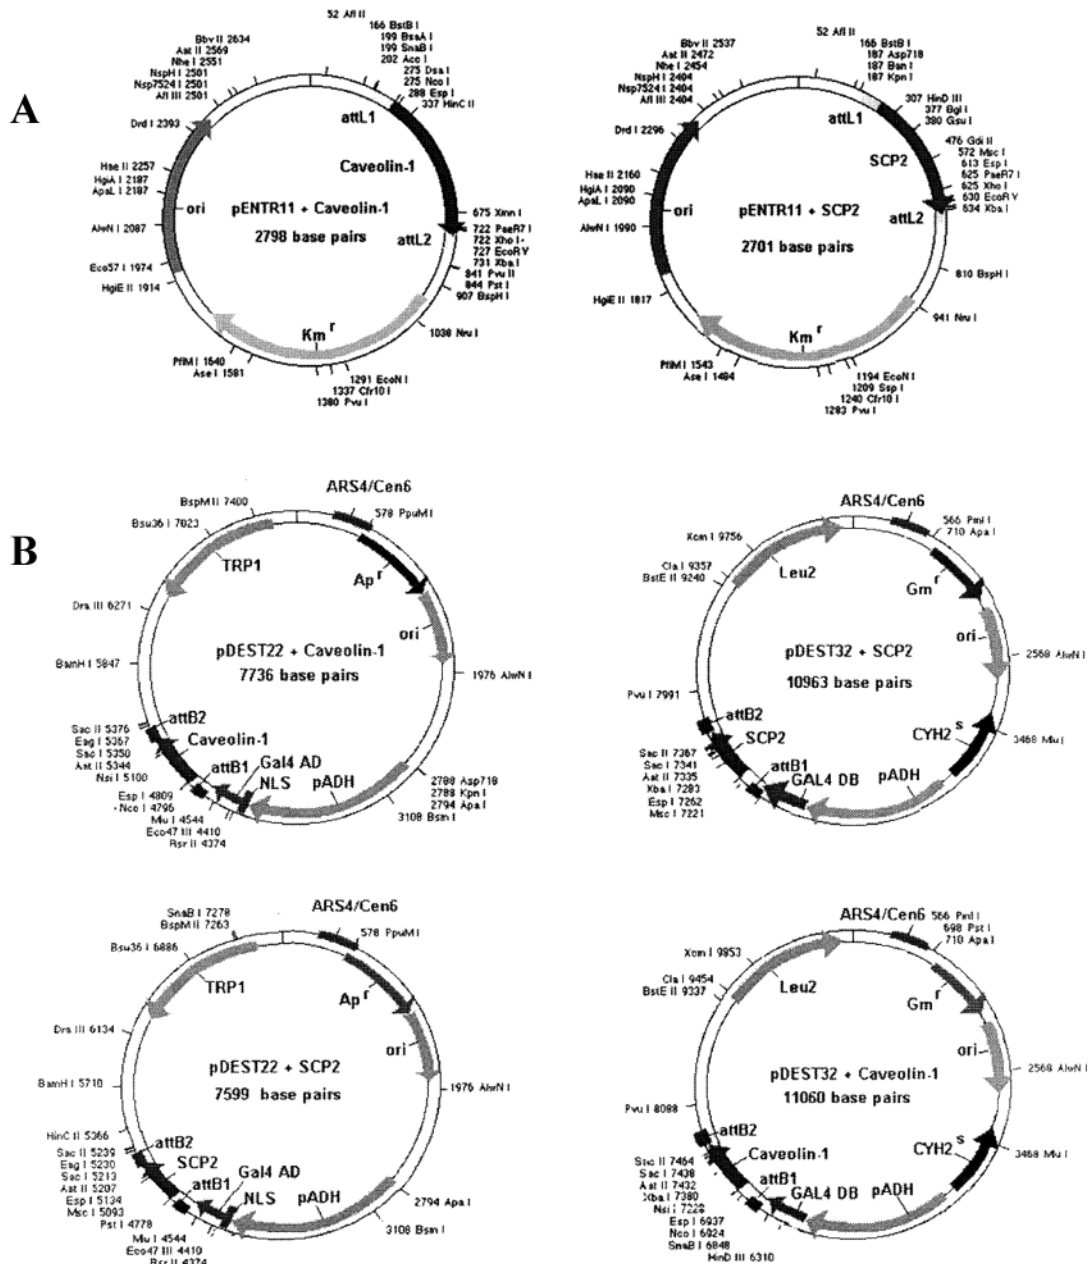 A
52 Afl II
166 BstB I
199 BsaA I
199 SnaB I
202 Acc I
275 Dsa I
275 Nco I
288 Esp I
337 HinC II
attL1
Caveolin-1
675 Xmn I
722 PaeR7 I
722 Xho I
727 EcoR V
731 Xba I
attL2
841 Pvu II
844 Pst I
907 BspH I
1038 Nru I
Km r
1291 EcoN I
1337 Cfr10 I
1380 Pvu I
Ase I 1581
PflM I 1640
HgiE II 1914
Eco57 I 1974
AlwN I 2087
ori
ApaL I 2187
HgiA I 2187
Hae II 2257
Drd I 2393
Afl III 2501
Nsp7524 I 2501
NspH I 2501
Nhe I 2551
Aat II 2569
Bbv II 2634
pENTR11 + Caveolin-1
2798 base pairs
52 Afl II
166 BstB I
187 Asp718
187 Ban I
187 Kpn I
attL1
307 HinD III
377 Bgl I
380 Gsu I
476 Gdi II
572 Msc I
613 Esp I
625 PaeR7 I
625 Xho I
630 EcoR V
634 Xba I
SCP2
attL2
810 BspH I
941 Nru I
Km r
1194 EcoN I
1209 Ssp I
1240 Cfr10 I
1283 Pvu I
Ase I 1484
PflM I 1543
HgiE II 1817
AlwN I 1990
ori
ApaL I 2090
HgiA I 2090
Hae II 2160
Drd I 2296
Afl III 2404
Nsp7524 I 2404
NspH I 2404
Nhe I 2454
Aat II 2472
Bbv II 2537
pENTR11 + SCP2
2701 base pairs
B
ARS4/Cen6
578 PpuM I
Ap r
ori
1976 AlwN I
2788 Asp718
2788 Kpn I
2794 Apa I
3108 Bsm I
pADH
NLS
Gal4 AD
attB1
Caveolin-1
attB2
Rsr II 4374
Eco47 III 4410
Mlu I 4544
Nco I 4796
Esp I 4809
Nsi I 5100
Aat II 5344
Sac I 5350
Eag I 5367
Sac II 5376
BamH I 5847
Dra III 6271
TRP1
Bsu36 I 7023
BspM II 7400
pDEST22 + Caveolin-1
7736 base pairs
ARS4/Cen6
566 Pml I
710 Apa I
Gm r
ori
2568 AlwN I
3468 Mlu I
CYH2 s
pADH
GAL4 DB
attB1
SCP2
attB2
Msc I 7221
Esp I 7262
Xba I 7283
Aat II 7335
Sac I 7341
Sac II 7367
Pvu I 7991
BstE II 9240
Cla I 9357
Xcm I 9756
Leu2
pDEST32 + SCP2
10963 base pairs
ARS4/Cen6
578 PpuM I
Ap r
ori
1976 AlwN I
2794 Apa I
3108 Bsm I
pADH
NLS
Gal4 AD
attB1
SCP2
attB2
Rsr II 4374
Eco47 III 4410
Mlu I 4544
Pst I 4778
Msc I 5093
Esp I 5134
Aat II 5207
Sac I 5213
Eag I 5230
Sac II 5239
HinC II 5366
BamH I 5710
Dra III 6134
TRP1
Bsu36 I 6886
BspM II 7263
SnaB I 7278
pDEST22 + SCP2
7599 base pairs
ARS4/Cen6
566 Pml I
698 Pst I
710 Apa I
Gm r
ori
2568 AlwN I
3468 Mlu I
CYH2 s
pADH
GAL4 DB
attB1
Caveolin-1
attB2
HinD III 6310
SnaB I 6848
Nco I 6924
Esp I 6937
Nsi I 7228
Xba I 7380
Aat II 7432
Sac I 7438
Sac II 7464
Pvu I 8088
BstE II 9337
Cla I 9454
Xcm I 9853
Leu2
pDEST32 + Caveolin-1
11060 base pairs